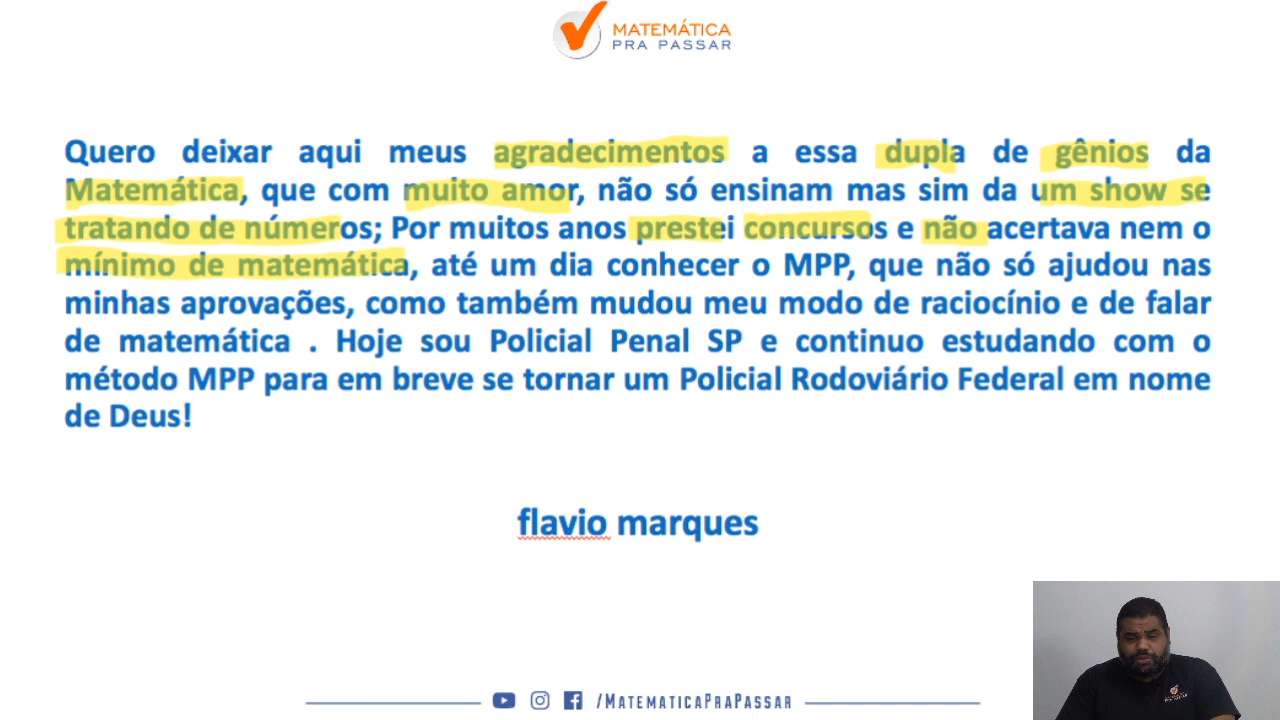 MATEMÁTICA
PRA PASSAR
Quero deixar aqui meus agradecimentos a essa dupla de gênios da
Matemática, que com muito amor, não só ensinam mas sim da um show se
tratando de números; Por muitos anos prestei concursos e não acertava nem o
mínimo de matemática, até um dia conhecer o MPP, que não só ajudou nas
minhas aprovações, como também mudou meu modo de raciocínio e de falar
de matemática . Hoje sou Policial Penal SP e continuo estudando com o
método MPP para em breve se tornar um Policial Rodoviário Federal em nome
de Deus!
flavio marques
/MATEMATICAPRAPASSAR